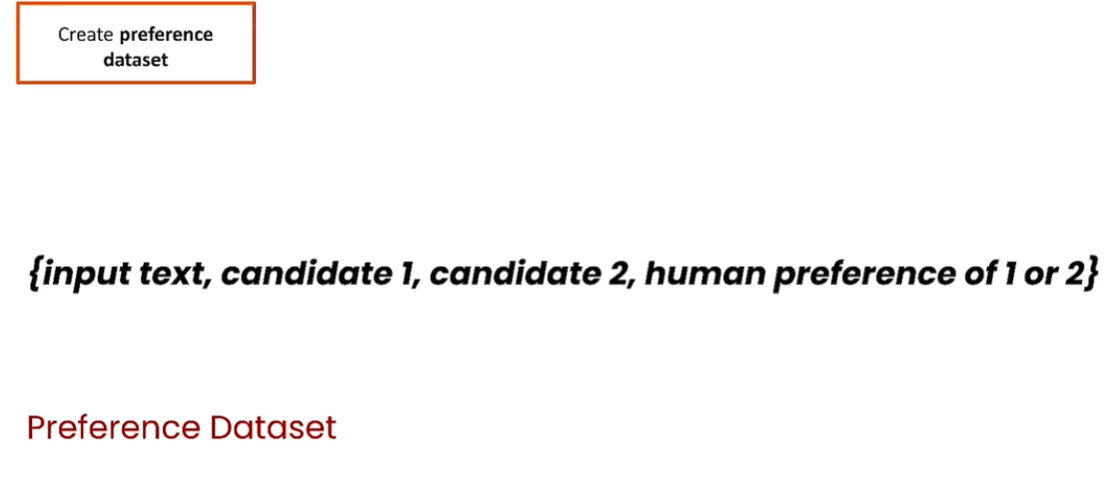 Create preference
dataset
{input text, candidate 1, candidate 2, human preference of 1 or 2}
Preference Dataset